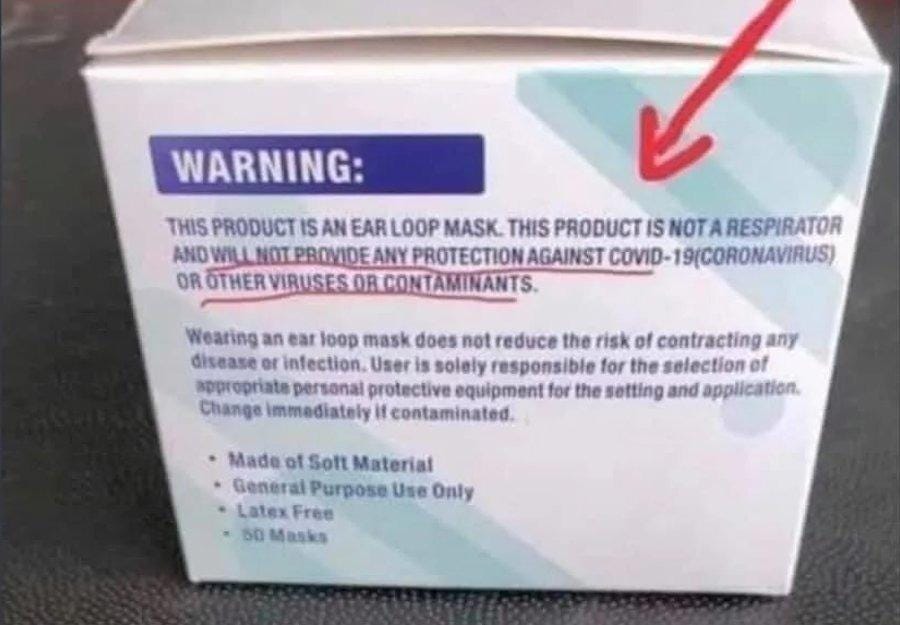 WARNING:
THIS PRODUCT IS AN EAR LOOP MASK. THIS PRODUCT IS NOT A RESPIRATOR
AND WILL NOT PROVIDE ANY PROTECTION AGAINST COVID-19(CORONAVIRUS)
OR OTHER VIRUSES OR CONTAMINANTS.
Wearing an ear loop mask does not reduce the risk of contracting any
disease or infection. User is solely responsible for the selection of
appropriate personal protective equipment for the setting and application.
Change immediately if contaminated.
• Made of Soft Material
• General Purpose Use Only
• Latex Free
• 50 Masks